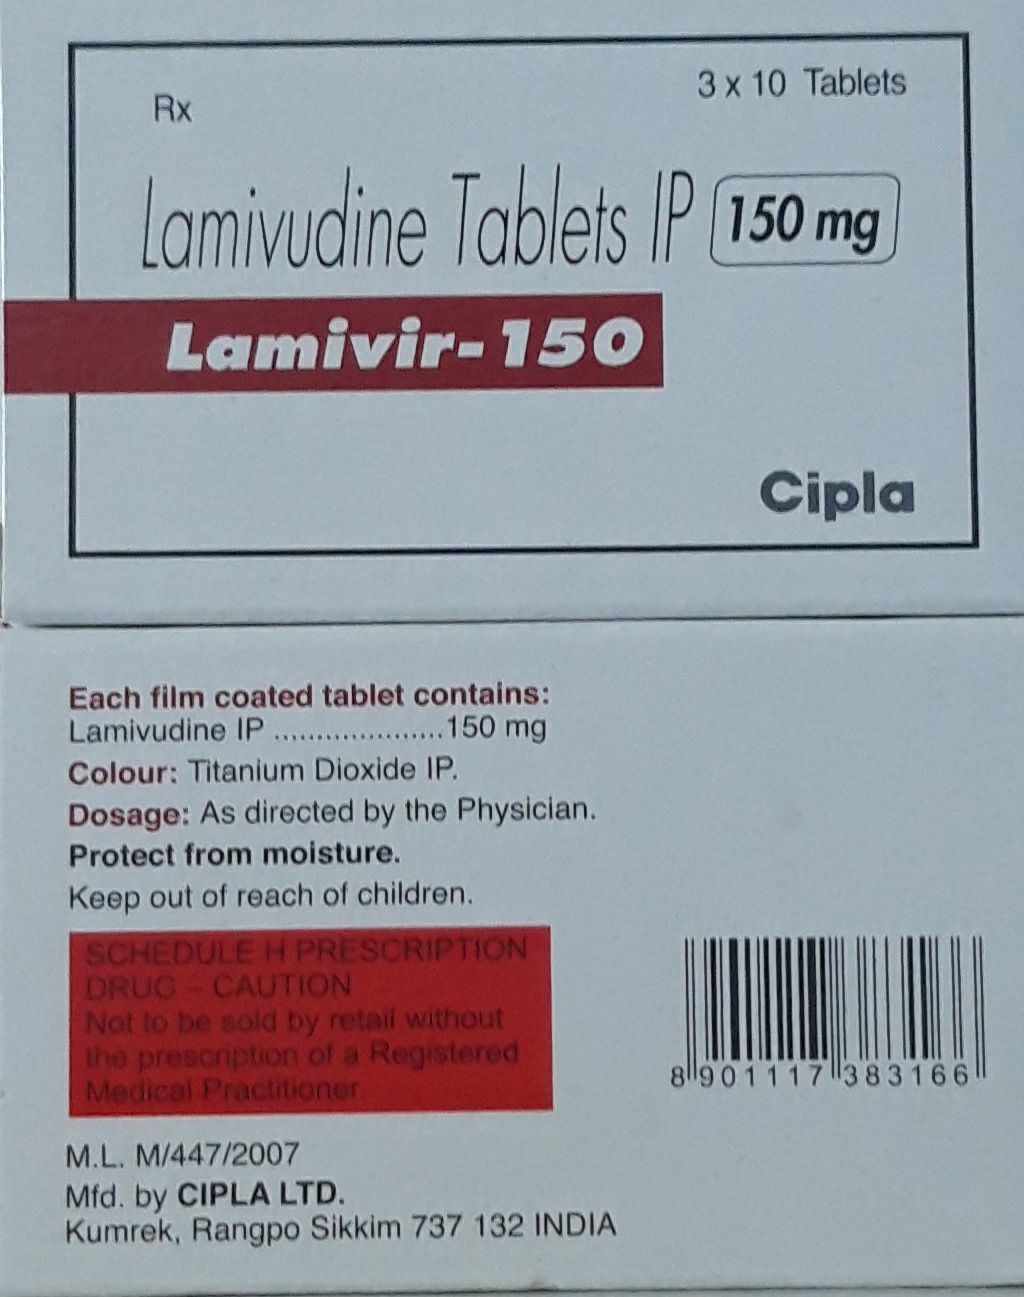 Rx
3 x 10 Tablets
Lamivudine Tablets IP 150 mg
Lamivir-150
Cipla
Each film coated tablet contains:
Lamivudine IP ....................150 mg
Colour: Titanium Dioxide IP.
Dosage: As directed by the Physician.
Protect from moisture.
Keep out of reach of children.
SCHEDULE H PRESCRIPTION
DRUG – CAUTION
Not to be sold by retail without
the prescription of a Registered
Medical Practitioner.
8 901117 383166
M.L. M/447/2007
Mfd. by CIPLA LTD.
Kumrek, Rangpo Sikkim 737 132 INDIA